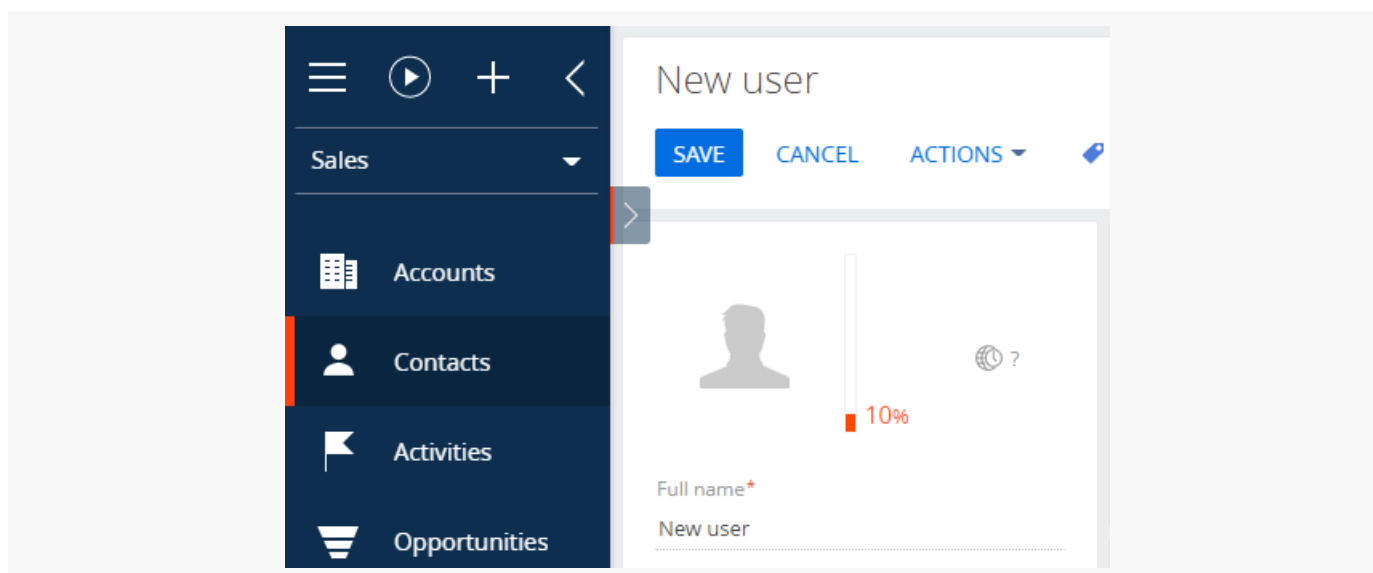 Sales
Accounts
Contacts
Activities
Opportunities
New user
SAVE CANCEL ACTIONS
?
10%
Full name*
New user